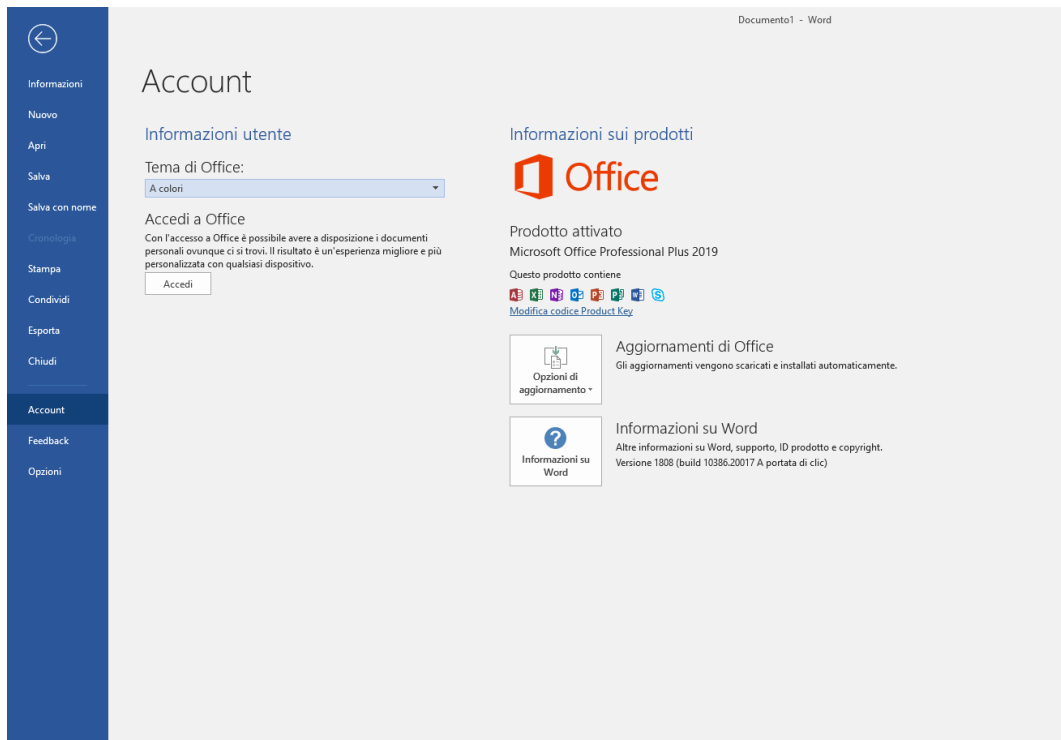 Documento1 - Word
Informazioni
Nuovo
Apri
Salva
Salva con nome
Cronologia
Stampa
Condividi
Esporta
Chiudi
Account
Feedback
Opzioni
Account
Informazioni utente
Tema di Office:
A colori
Accedi a Office
Con l'accesso a Office è possibile avere a disposizione i documenti
personali ovunque ci si trovi. Il risultato è un'esperienza migliore e più
personalizzata con qualsiasi dispositivo.
Accedi
Informazioni sui prodotti
Office
Prodotto attivato
Microsoft Office Professional Plus 2019
Questo prodotto contiene
Modifica codice Product Key
Opzioni di
aggiornamento
Aggiornamenti di Office
Gli aggiornamenti vengono scaricati e installati automaticamente.
Informazioni su
Word
Informazioni su Word
Altre informazioni su Word, supporto, ID prodotto e copyright.
Versione 1808 (build 10386.20017 A portata di clic)